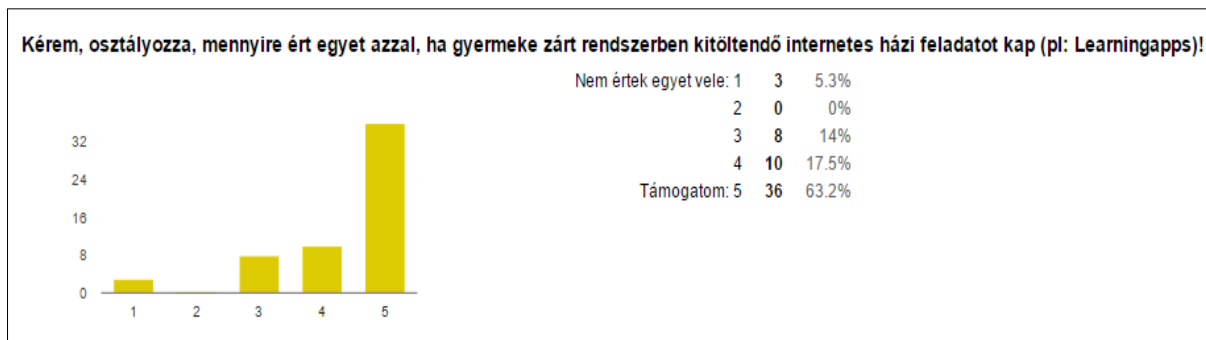 Kérem, osztályozza, mennyire ért egyet azzal, ha gyermeke zárt rendszerben kitöltendő internetes házi feladatot kap (pl: Learningapps)!
Nem értek egyet vele: 1 3 5.3%
2 0 0%
3 8 14%
4 10 17.5%
Támogatom: 5 36 63.2%
32
24
16
8
0
1 2 3 4 5